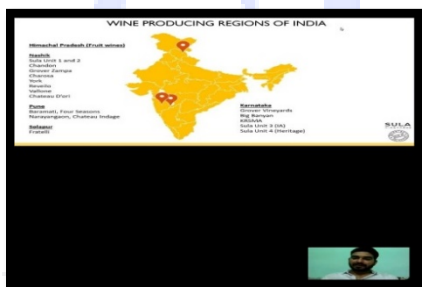 WINE PRODUCING REGIONS OF INDIA
Himachal Pradesh (Fruit wines)
Nashik
Sula Unit 1 and 2
Chandon
Grover Zampa
Charosa
York
Reveilo
Vallone
Chateau D'ori
Pune
Baramati, Four Seasons
Narayangaon, Chateau Indage
Solapur
Fratelli
Karnataka
Grover Vineyards
Big Banyan
KRSMA
Sula Unit 3 (IA)
Sula Unit 4 (Heritage)
SULA